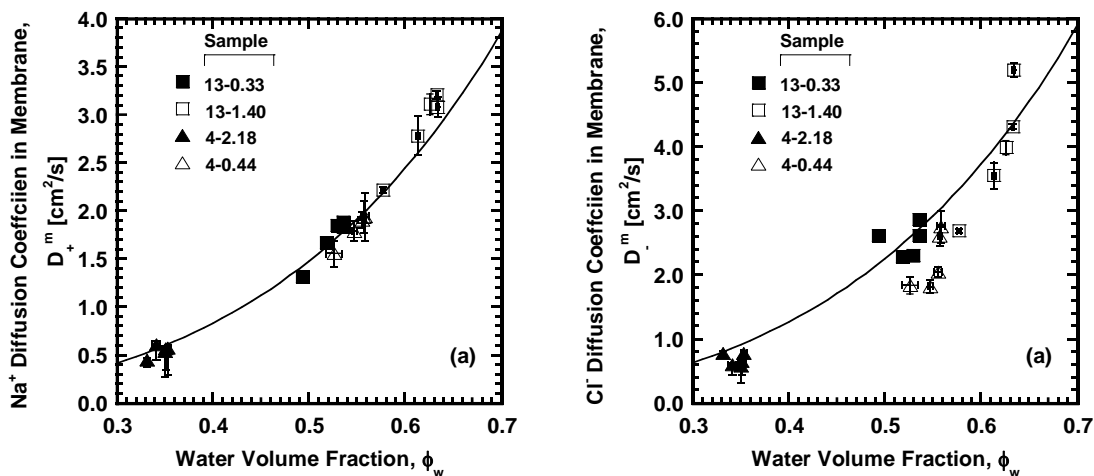 Na⁺ Diffusion Coeffciien in Membrane,
D₊ᵐ [cm²/s]
4.0
3.5
3.0
2.5
2.0
1.5
1.0
0.5
0.0
Sample
13-0.33
13-1.40
4-2.18
4-0.44
(a)
0.3 0.4 0.5 0.6 0.7
Water Volume Fraction, ϕw
Cl⁻ Diffusion Coeffciien in Membrane,
D₋ᵐ [cm²/s]
6.0
5.0
4.0
3.0
2.0
1.0
0.0
Sample
13-0.33
13-1.40
4-2.18
4-0.44
(a)
0.3 0.4 0.5 0.6 0.7
Water Volume Fraction, ϕw